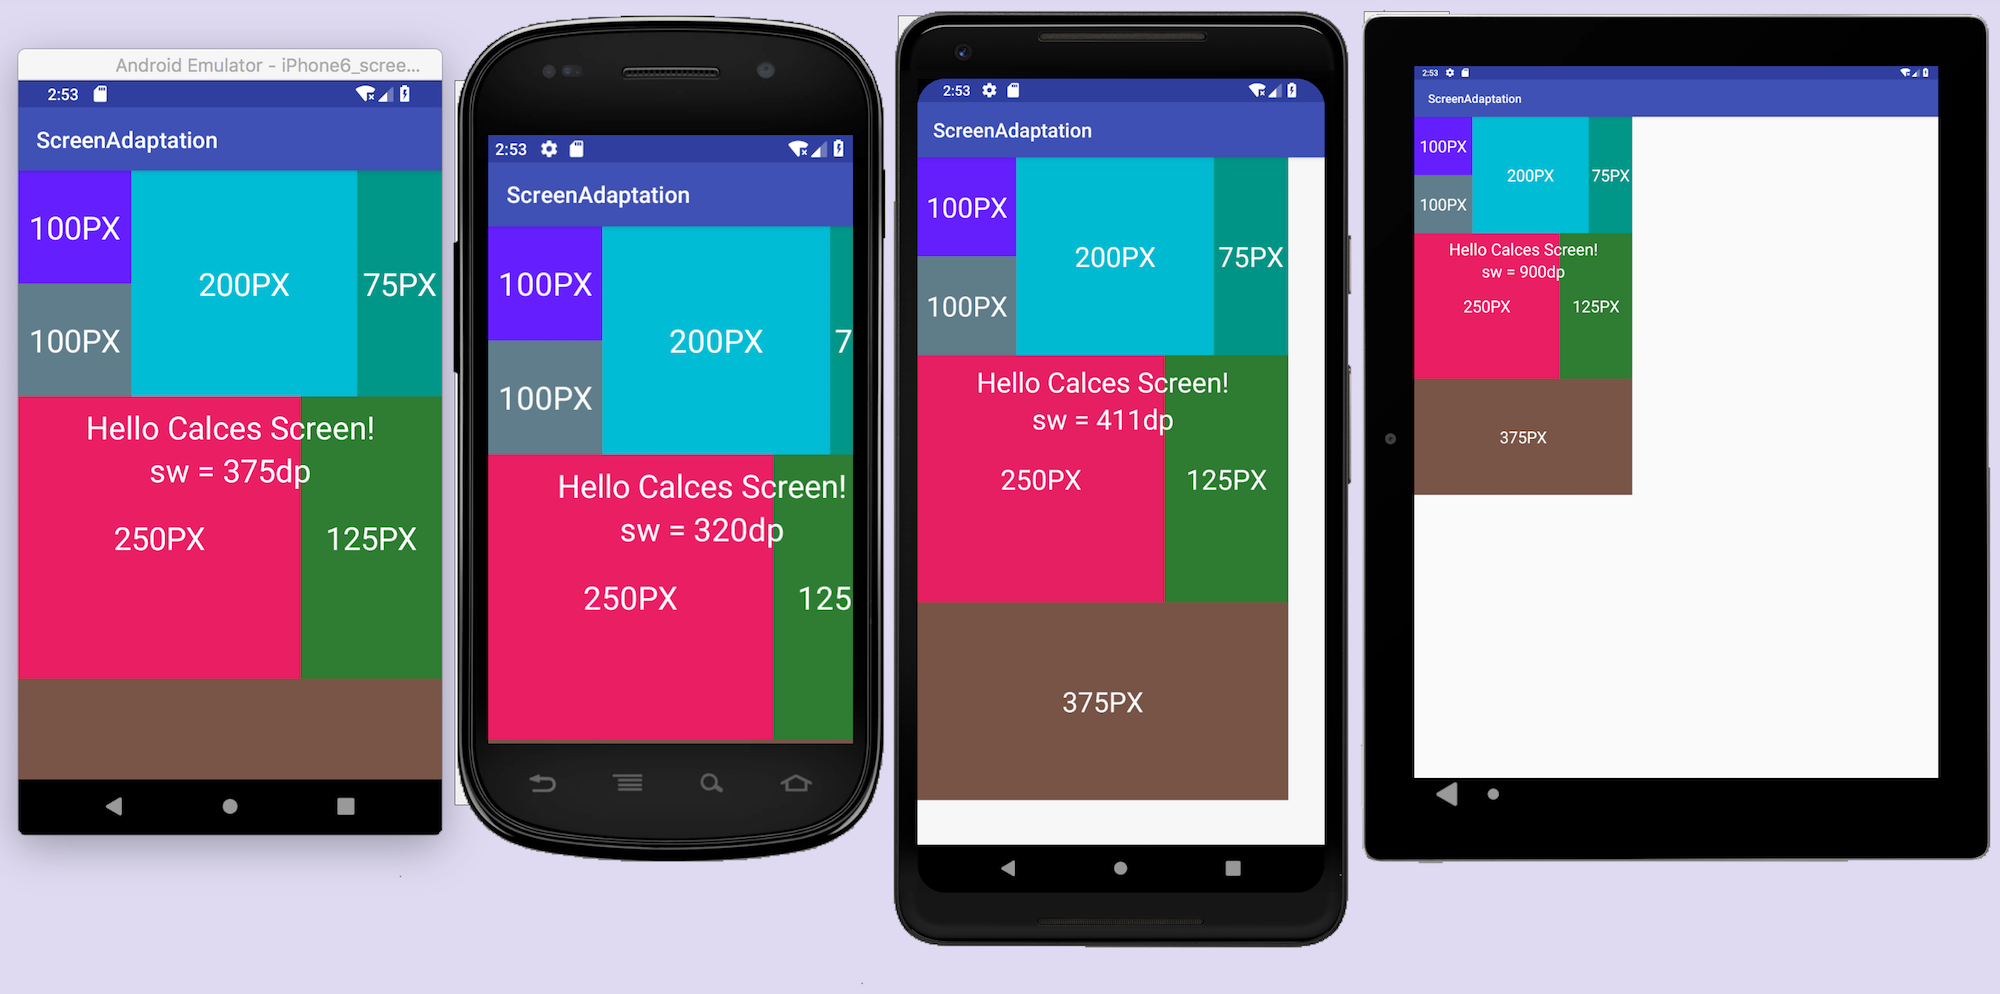 Android Emulator - iPhone6_scree...
2:53
ScreenAdaptation
100PX
200PX
75PX
100PX
Hello Calces Screen!
sw = 375dp
250PX
125PX
2:53
ScreenAdaptation
100PX
200PX
7
100PX
Hello Calces Screen!
sw = 320dp
250PX
125
2:53
ScreenAdaptation
100PX
200PX
75PX
100PX
Hello Calces Screen!
sw = 411dp
250PX
125PX
375PX
2:53
ScreenAdaptation
100PX
200PX
75PX
100PX
Hello Calces Screen!
sw = 900dp
250PX
125PX
375PX